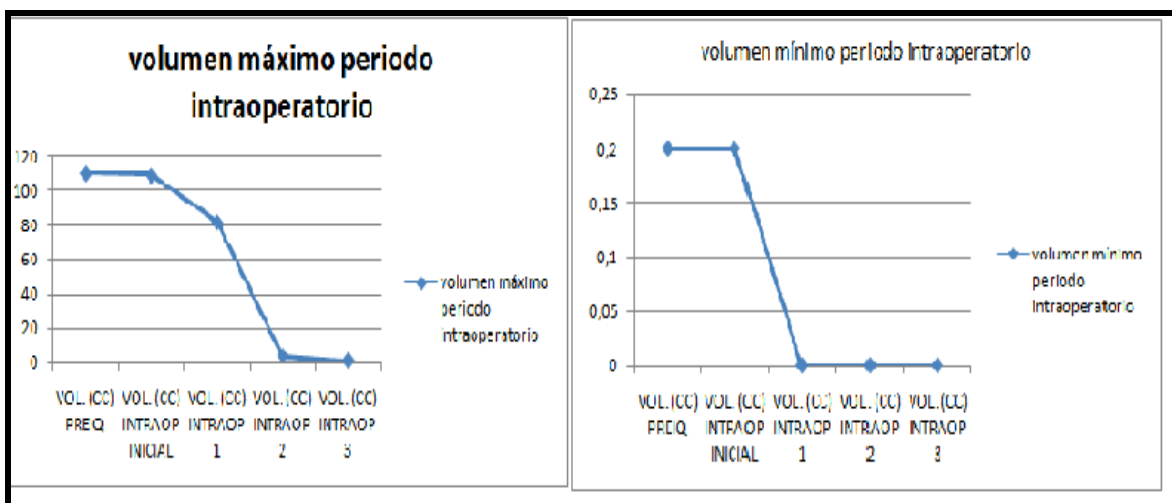 volumen máximo periodo
intraoperatorio
120
100
80
60
40
20
0
VOL. (CC) VOL. (CC) VOL. (CC) VOL. (CC) VOL. (CC)
PREQ INTRAOP INTRAOP INTRAOP INTRAOP
INICIAL 1 2 3
volumen máximo
periodo
intraoperatorio
volumen mínimo periodo intraoperatorio
0,25
0,2
0,15
0,1
0,05
0
VOL. (CC) VOL. (CC) VOL. (CC) VOL. (CC) VOL. (CC)
PREQ INTRAOP INTRAOP INTRAOP INTRAOP
INICIAL 1 2 3
volumen mínimo
periodo
intraoperatorio